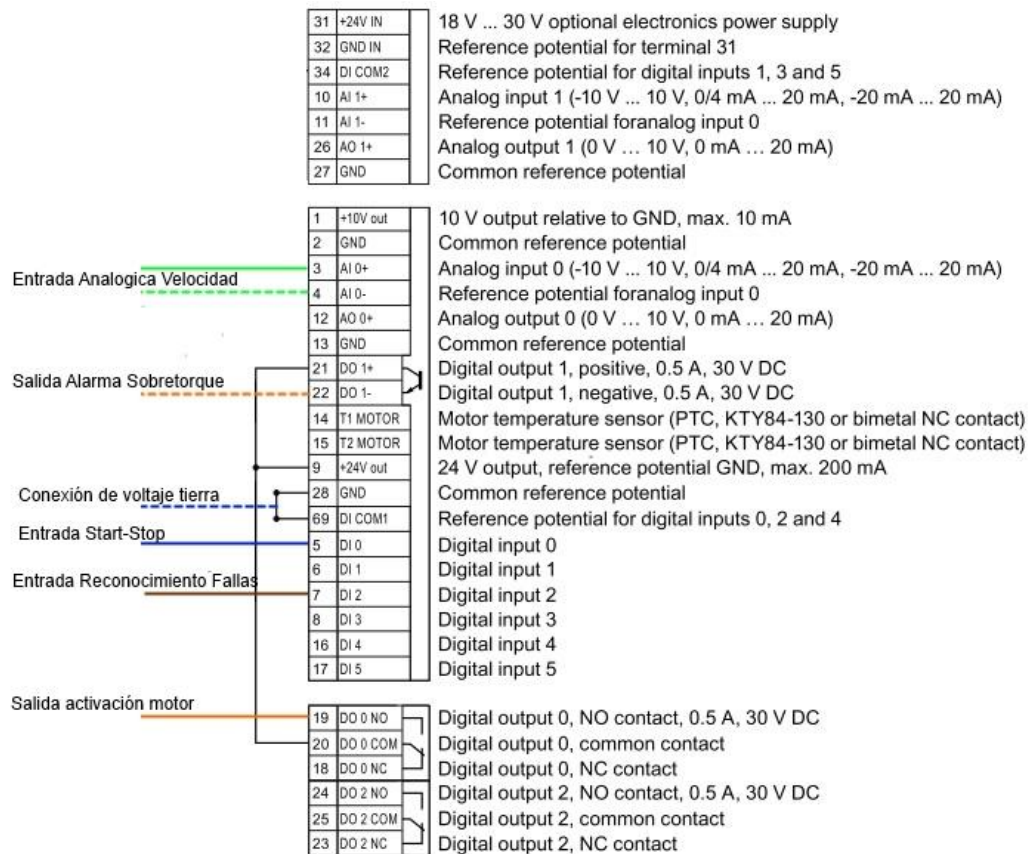 31 +24V IN 18 V ... 30 V optional electronics power supply
32 GND IN Reference potential for terminal 31
34 DI COM2 Reference potential for digital inputs 1, 3 and 5
10 AI 1+ Analog input 1 (-10 V ... 10 V, 0/4 mA ... 20 mA, -20 mA ... 20 mA)
11 AI 1- Reference potential foranalog input 0
26 AO 1+ Analog output 1 (0 V … 10 V, 0 mA … 20 mA)
27 GND Common reference potential
1 +10V out 10 V output relative to GND, max. 10 mA
2 GND Common reference potential
Entrada Analogica Velocidad
3 AI 0+ Analog input 0 (-10 V ... 10 V, 0/4 mA ... 20 mA, -20 mA ... 20 mA)
4 AI 0- Reference potential foranalog input 0
12 AO 0+ Analog output 0 (0 V … 10 V, 0 mA … 20 mA)
13 GND Common reference potential
21 DO 1+ Digital output 1, positive, 0.5 A, 30 V DC
Salida Alarma Sobretorque
22 DO 1- Digital output 1, negative, 0.5 A, 30 V DC
14 T1 MOTOR Motor temperature sensor (PTC, KTY84-130 or bimetal NC contact)
15 T2 MOTOR Motor temperature sensor (PTC, KTY84-130 or bimetal NC contact)
9 +24V out 24 V output, reference potential GND, max. 200 mA
Conexión de voltaje tierra
28 GND Common reference potential
69 DI COM1 Reference potential for digital inputs 0, 2 and 4
Entrada Start-Stop
5 DI 0 Digital input 0
6 DI 1 Digital input 1
Entrada Reconocimiento Fallas
7 DI 2 Digital input 2
8 DI 3 Digital input 3
16 DI 4 Digital input 4
17 DI 5 Digital input 5
Salida activación motor
19 DO 0 NO Digital output 0, NO contact, 0.5 A, 30 V DC
20 DO 0 COM Digital output 0, common contact
18 DO 0 NC Digital output 0, NC contact
24 DO 2 NO Digital output 2, NO contact, 0.5 A, 30 V DC
25 DO 2 COM Digital output 2, common contact
23 DO 2 NC Digital output 2, NC contact